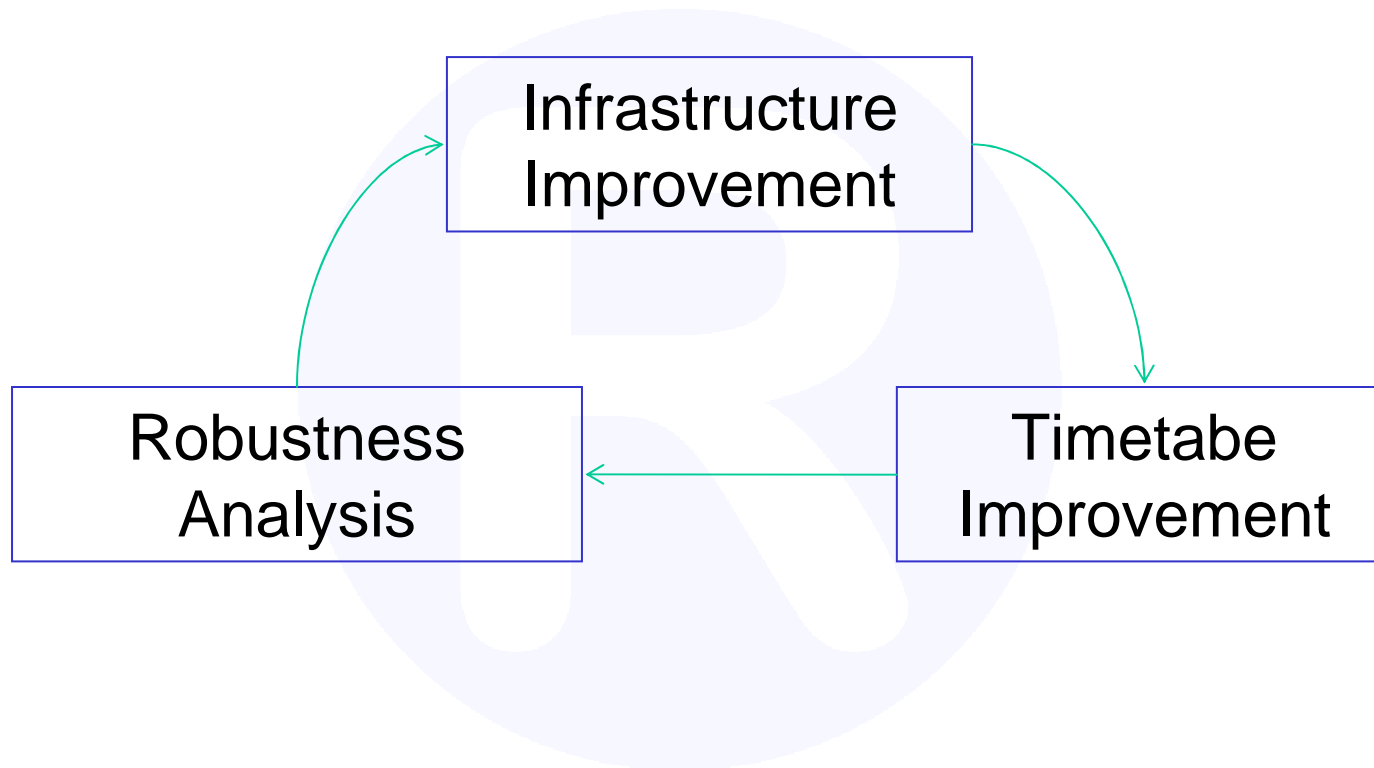 Infrastructure
Improvement
Robustness
Analysis
Timetabe
Improvement
R